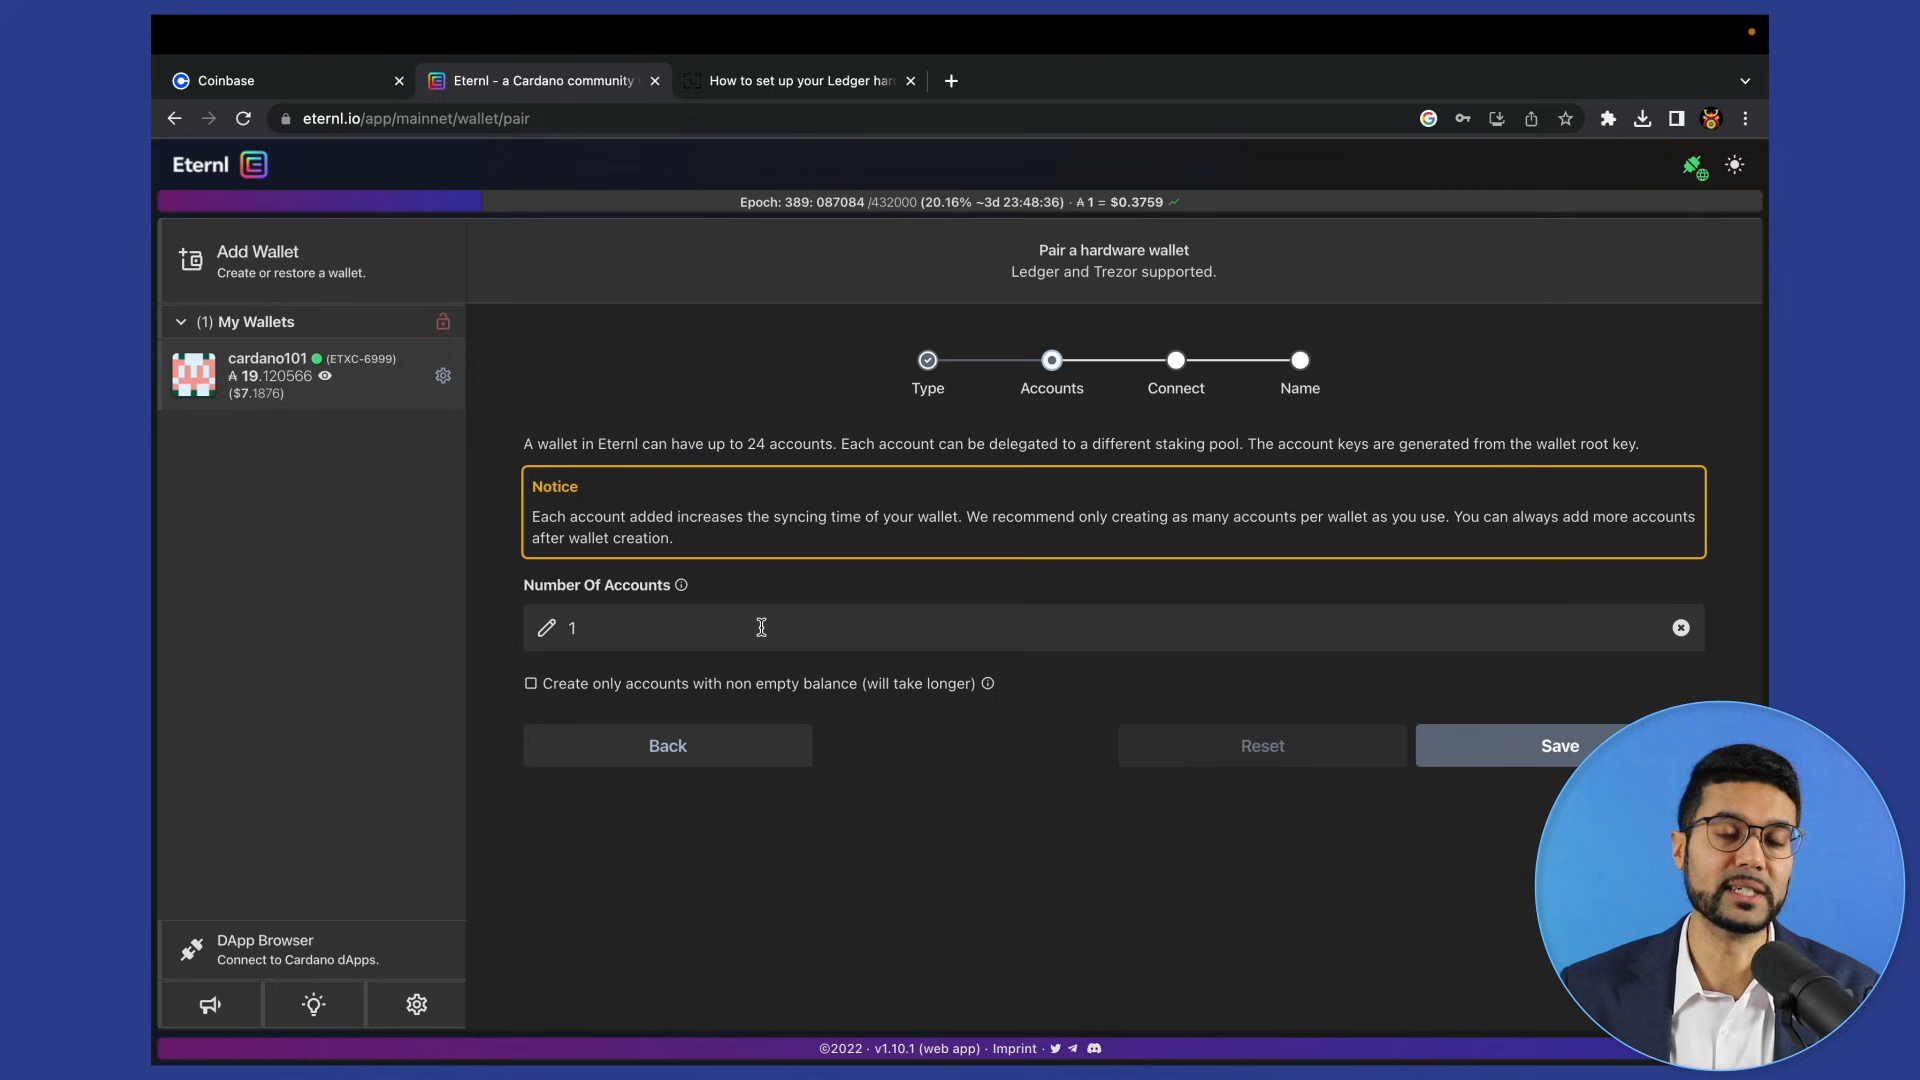 Coinbase
Eternl - a Cardano community
How to set up your Ledger har
eternl.io/app/mainnet/wallet/pair
Eternl
Epoch: 389: 087084 /432000 (20.16% ~3d 23:48:36) · ₳ 1 = $0.3759
Add Wallet
Create or restore a wallet.
Pair a hardware wallet
Ledger and Trezor supported.
(1) My Wallets
cardano101 (ETXC-6999)
₳ 19.120566
($7.1876)
Type
Accounts
Connect
Name
A wallet in Eternl can have up to 24 accounts. Each account can be delegated to a different staking pool. The account keys are generated from the wallet root key.
Notice
Each account added increases the syncing time of your wallet. We recommend only creating as many accounts per wallet as you use. You can always add more accounts
after wallet creation.
Number Of Accounts
1
Create only accounts with non empty balance (will take longer)
Back
Reset
Save
DApp Browser
Connect to Cardano dApps.
©2022 · v1.10.1 (web app) · Imprint ·